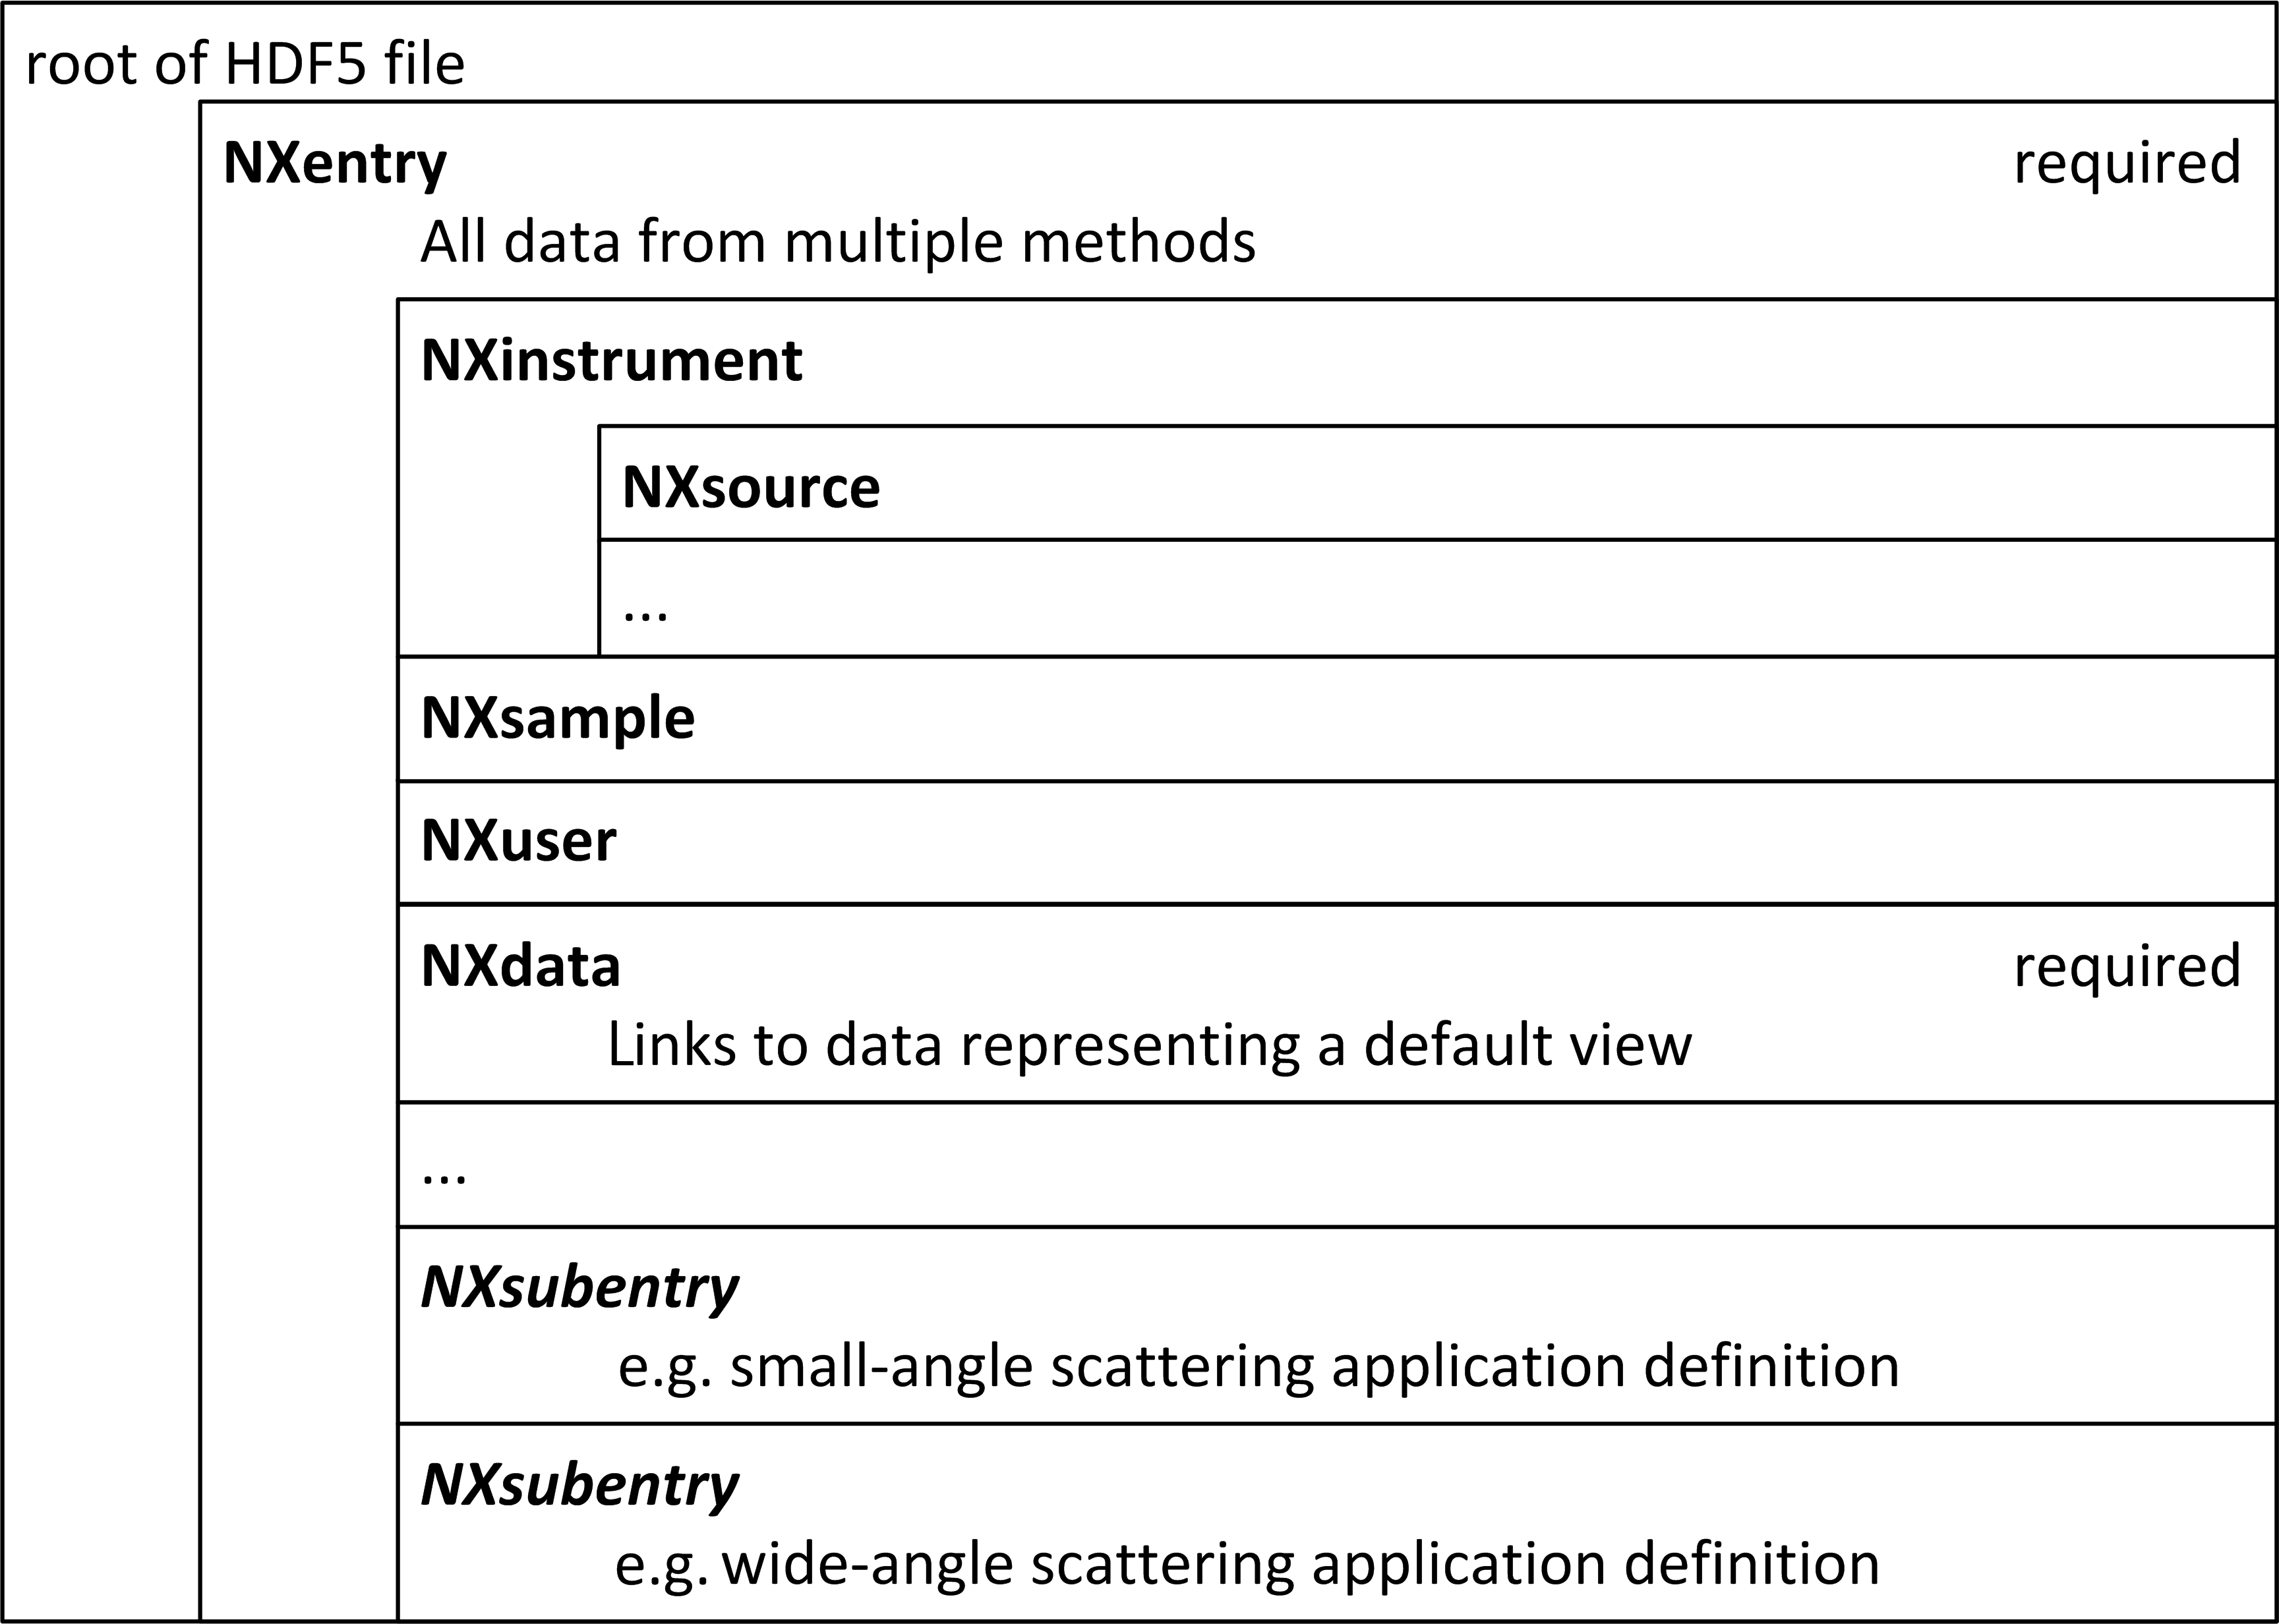 root of HDF5 file
NXentry required
All data from multiple methods
NXinstrument
NXsource
...
NXsample
NXuser
NXdata required
Links to data representing a default view
...
NXsubentry
e.g. small-angle scattering application definition
NXsubentry
e.g. wide-angle scattering application definition